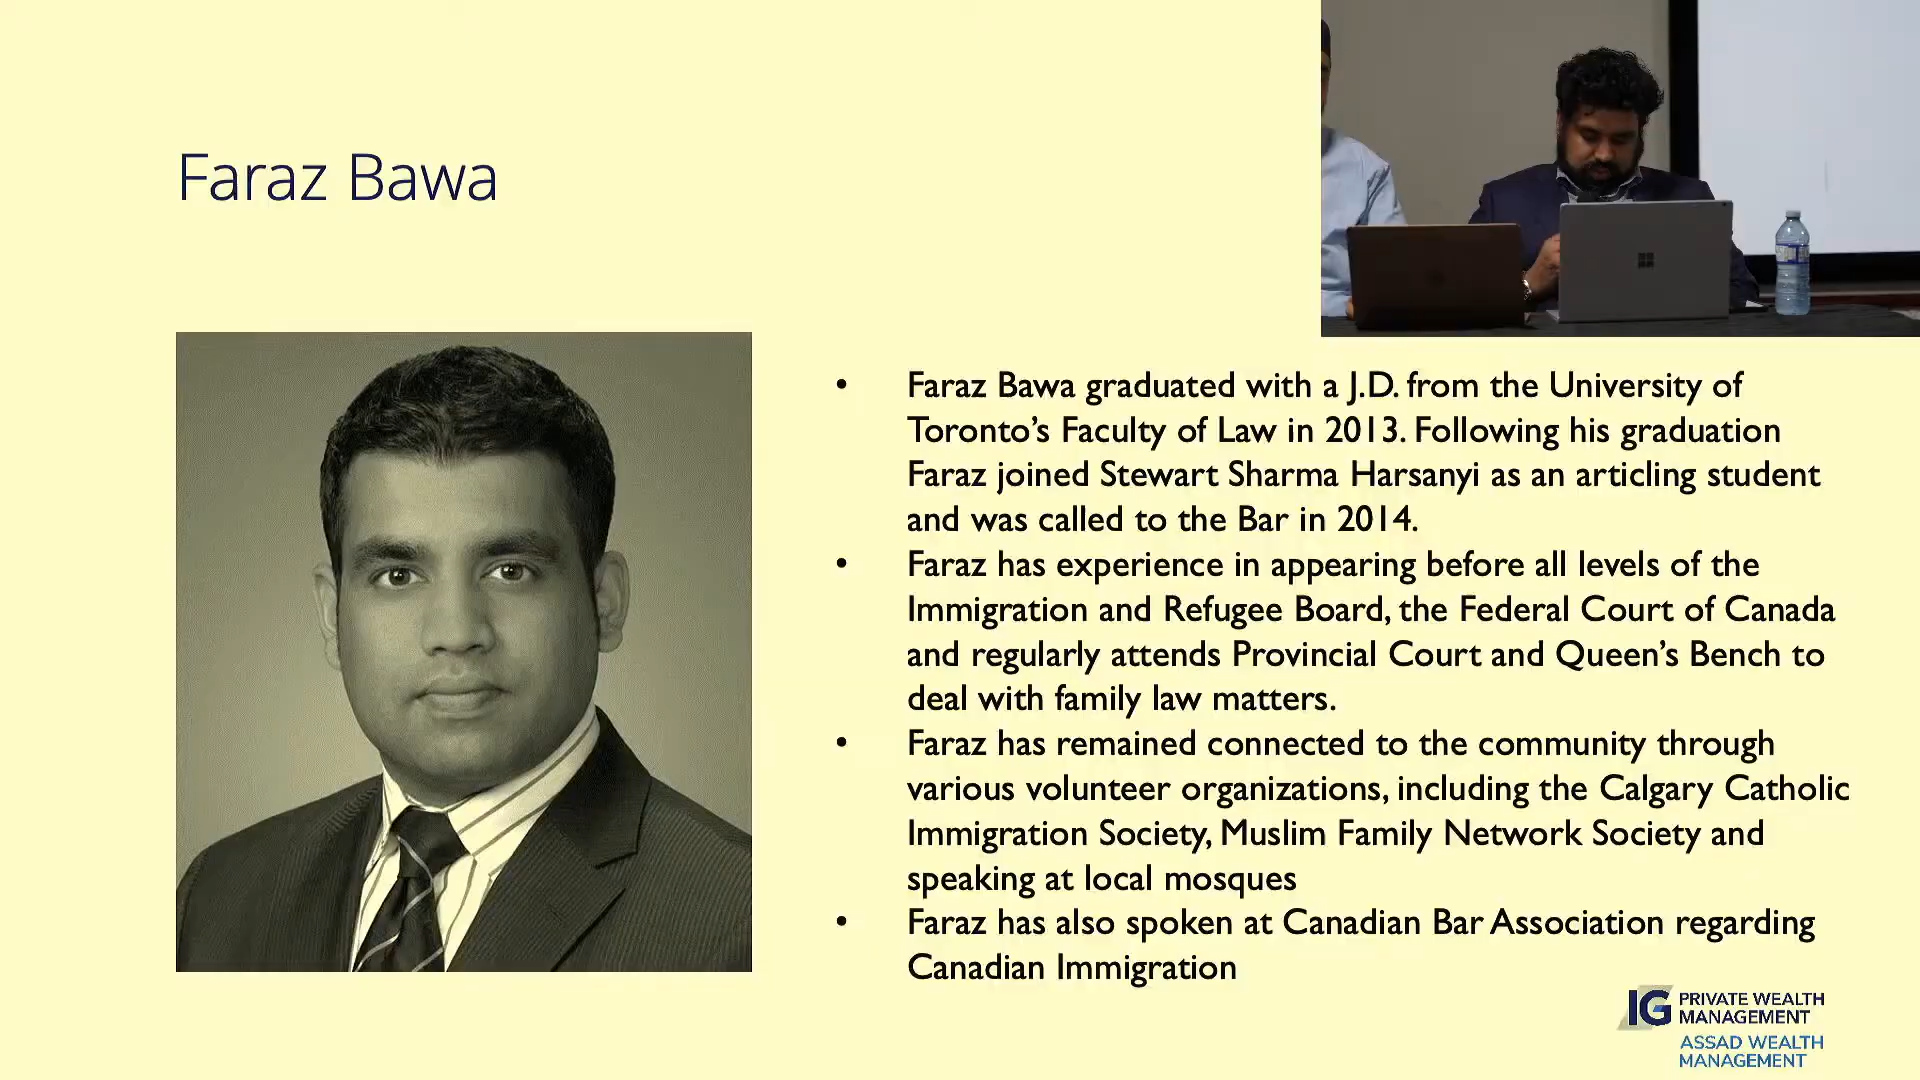 Faraz Bawa
• Faraz Bawa graduated with a J.D. from the University of
Toronto’s Faculty of Law in 2013. Following his graduation
Faraz joined Stewart Sharma Harsanyi as an articling student
and was called to the Bar in 2014.
• Faraz has experience in appearing before all levels of the
Immigration and Refugee Board, the Federal Court of Canada
and regularly attends Provincial Court and Queen’s Bench to
deal with family law matters.
• Faraz has remained connected to the community through
various volunteer organizations, including the Calgary Catholic
Immigration Society, Muslim Family Network Society and
speaking at local mosques
• Faraz has also spoken at Canadian Bar Association regarding
Canadian Immigration
IG PRIVATE WEALTH
MANAGEMENT
ASSAD WEALTH
MANAGEMENT